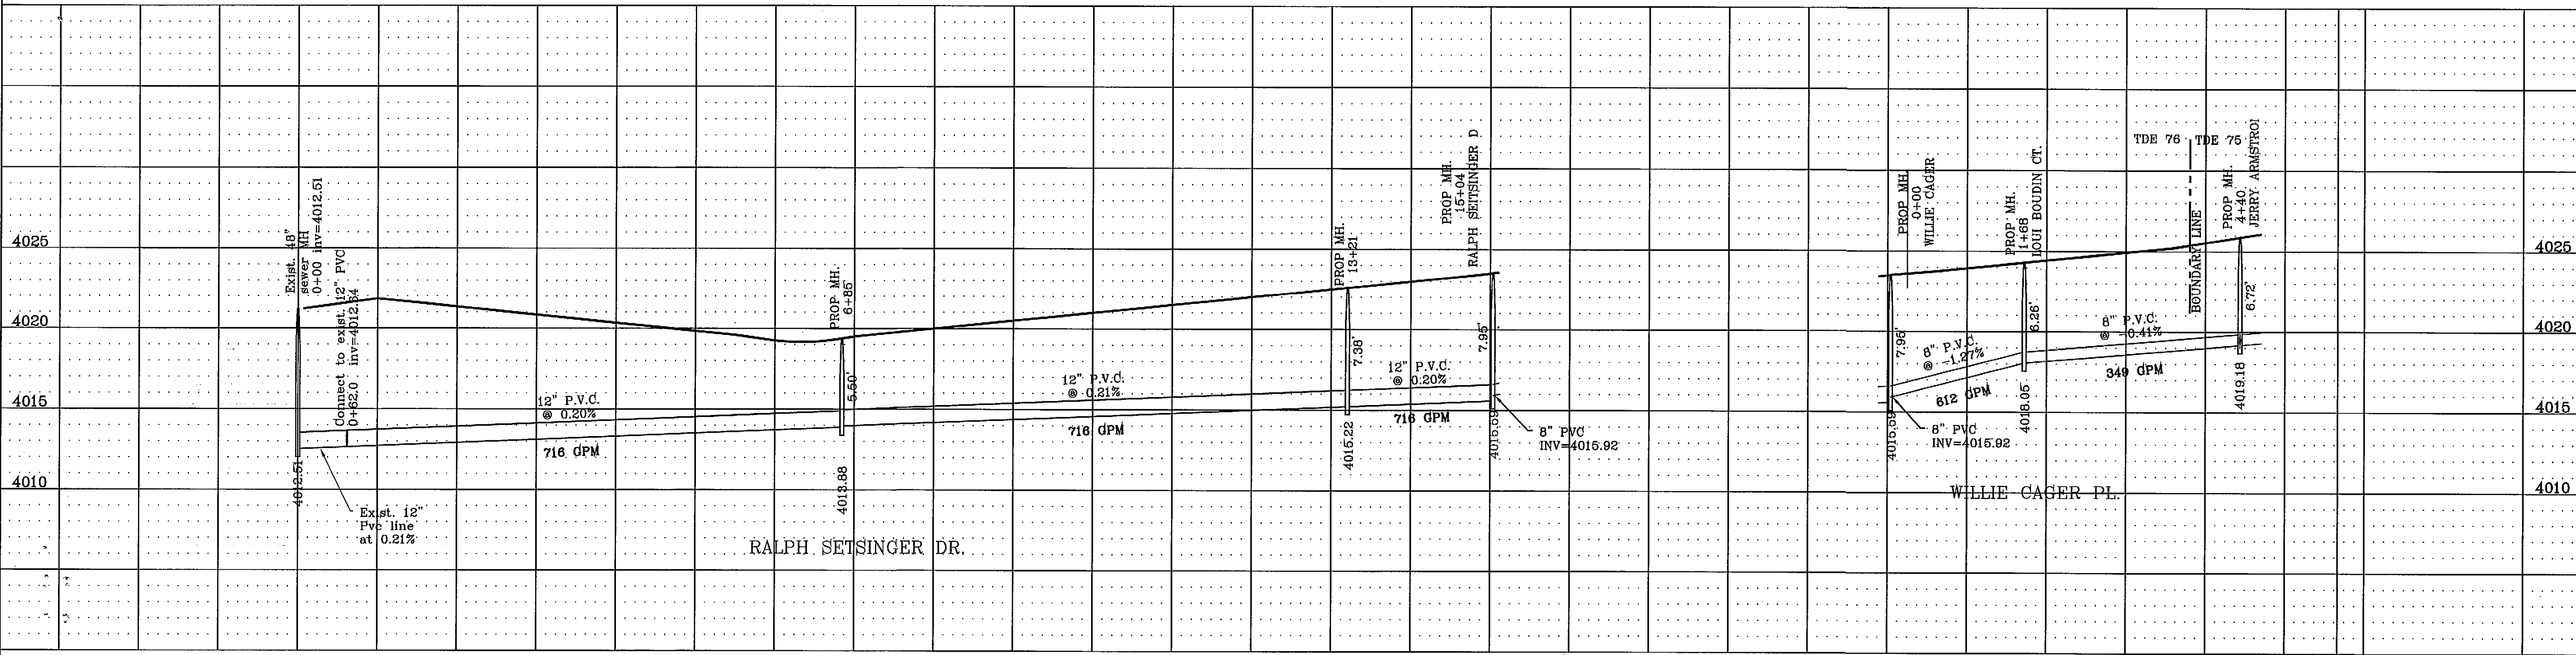 4025
4020
4015
4010
Exist. 48"
sewer MH
0+00 inv=4012.51
Connect to exist. 12" PVC
0+62.0 inv=4012.64
4012.51
Exist. 12"
Pvc line
at 0.21%
12" P.V.C.
@ 0.20%
716 GPM
PROP MH.
6+85
5.50'
4013.88
RALPH SETSINGER DR.
12" P.V.C.
@ 0.21%
716 GPM
PROP MH.
13+21
7.38'
4015.22
12" P.V.C.
@ 0.20%
716 GPM
PROP MH.
15+04
RALPH SETSINGER D
7.95'
4015.59
8" PVC
INV=4015.92
PROP MH.
0+00
WILLIE CAGER
7.95'
4015.59
8" PVC
INV=4015.92
8" P.V.C.
@ -1.27%
612 GPM
PROP MH.
1+68
LOUI BOUDIN CT.
6.26'
4018.05
8" P.V.C.
@ -0.41%
349 GPM
TDE 76
TDE 75
BOUNDARY LINE
PROP MH.
4+40
JERRY ARMSTROI
6.72'
4019.18
WILLIE CAGER PL.
4025
4020
4015
4010